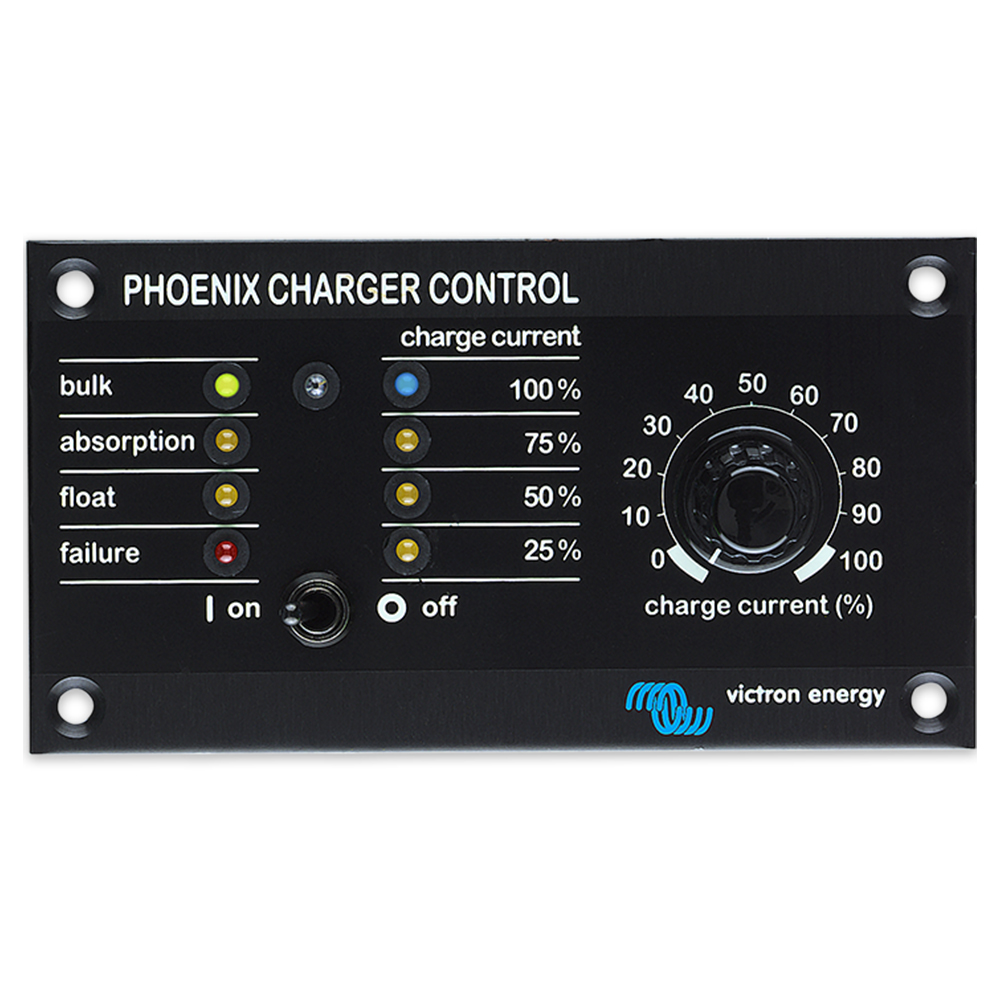 PHOENIX CHARGER CONTROL
charge current
bulk
100 %
absorption
75 %
float
50 %
failure
25 %
I on
O off
0
10
20
30
40
50
60
70
80
90
100
charge current (%)
victron energy